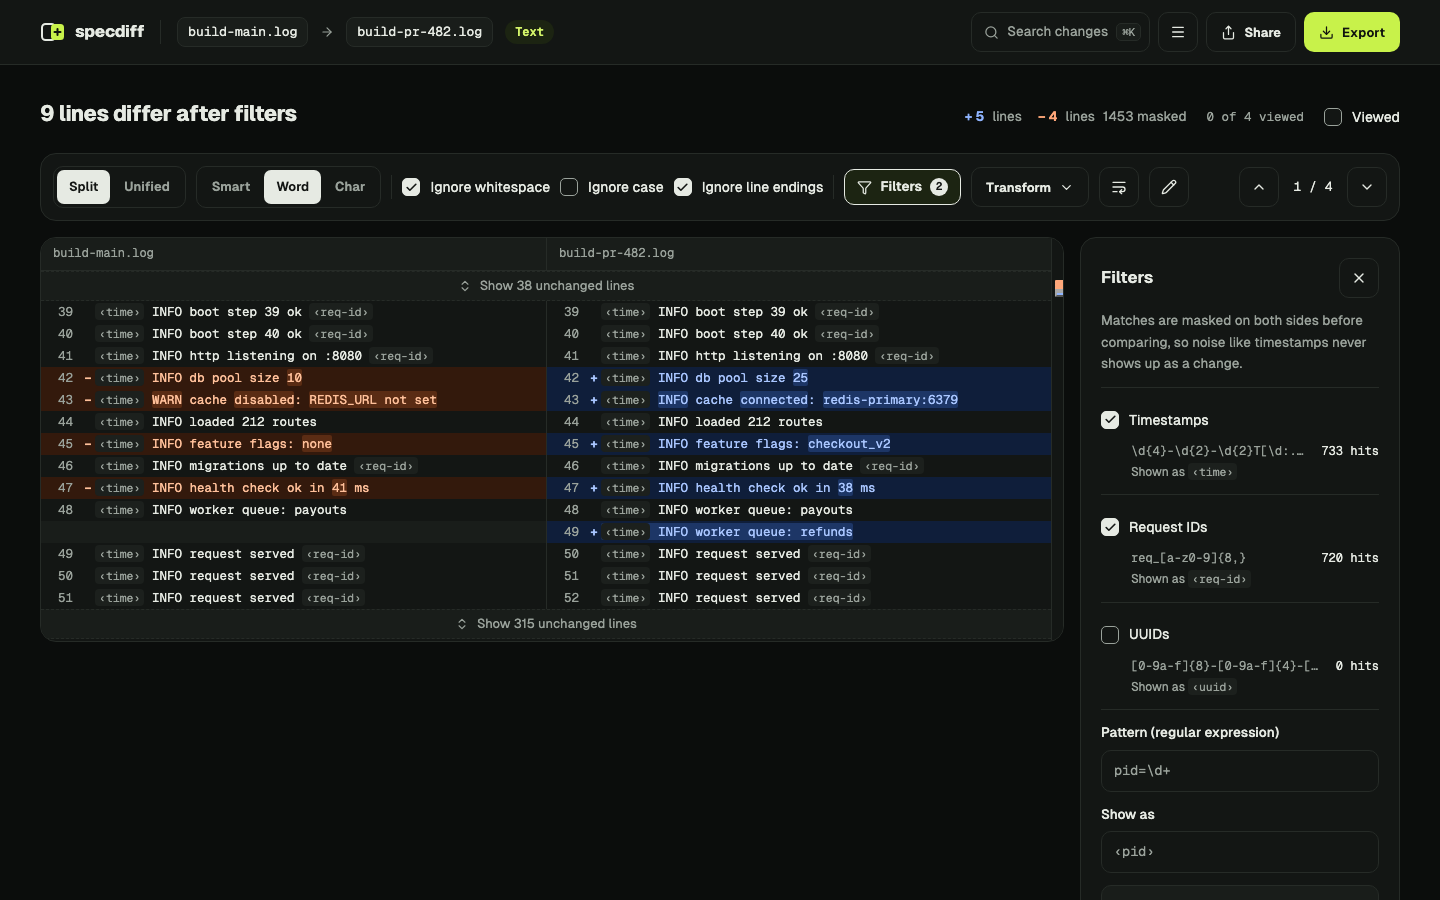 specdiff build-main.log → build-pr-482.log Text Search changes ⌘K Share Export
9 lines differ after filters +5 lines −4 lines 1453 masked 0 of 4 viewed Viewed
Split Unified Smart Word Char Ignore whitespace Ignore case Ignore line endings Filters 2 Transform 1 / 4
build-main.log build-pr-482.log
Show 38 unchanged lines
39 ‹time› INFO boot step 39 ok ‹req-id› 39 ‹time› INFO boot step 39 ok ‹req-id›
40 ‹time› INFO boot step 40 ok ‹req-id› 40 ‹time› INFO boot step 40 ok ‹req-id›
41 ‹time› INFO http listening on :8080 ‹req-id› 41 ‹time› INFO http listening on :8080 ‹req-id›
42 − ‹time› INFO db pool size 10 42 + ‹time› INFO db pool size 25
43 − ‹time› WARN cache disabled: REDIS_URL not set 43 + ‹time› INFO cache connected: redis-primary:6379
44 ‹time› INFO loaded 212 routes 44 ‹time› INFO loaded 212 routes
45 − ‹time› INFO feature flags: none 45 + ‹time› INFO feature flags: checkout_v2
46 ‹time› INFO migrations up to date ‹req-id› 46 ‹time› INFO migrations up to date ‹req-id›
47 − ‹time› INFO health check ok in 41 ms 47 + ‹time› INFO health check ok in 38 ms
48 ‹time› INFO worker queue: payouts 48 ‹time› INFO worker queue: payouts
49 + ‹time› INFO worker queue: refunds
49 ‹time› INFO request served ‹req-id› 50 ‹time› INFO request served ‹req-id›
50 ‹time› INFO request served ‹req-id› 51 ‹time› INFO request served ‹req-id›
51 ‹time› INFO request served ‹req-id› 52 ‹time› INFO request served ‹req-id›
Show 315 unchanged lines
Filters
Matches are masked on both sides before
comparing, so noise like timestamps never
shows up as a change.
Timestamps
\d{4}-\d{2}-\d{2}T[\d:.… 733 hits
Shown as ‹time›
Request IDs
req_[a-z0-9]{8,} 720 hits
Shown as ‹req-id›
UUIDs
[0-9a-f]{8}-[0-9a-f]{4}-[… 0 hits
Shown as ‹uuid›
Pattern (regular expression)
pid=\d+
Show as
‹pid›